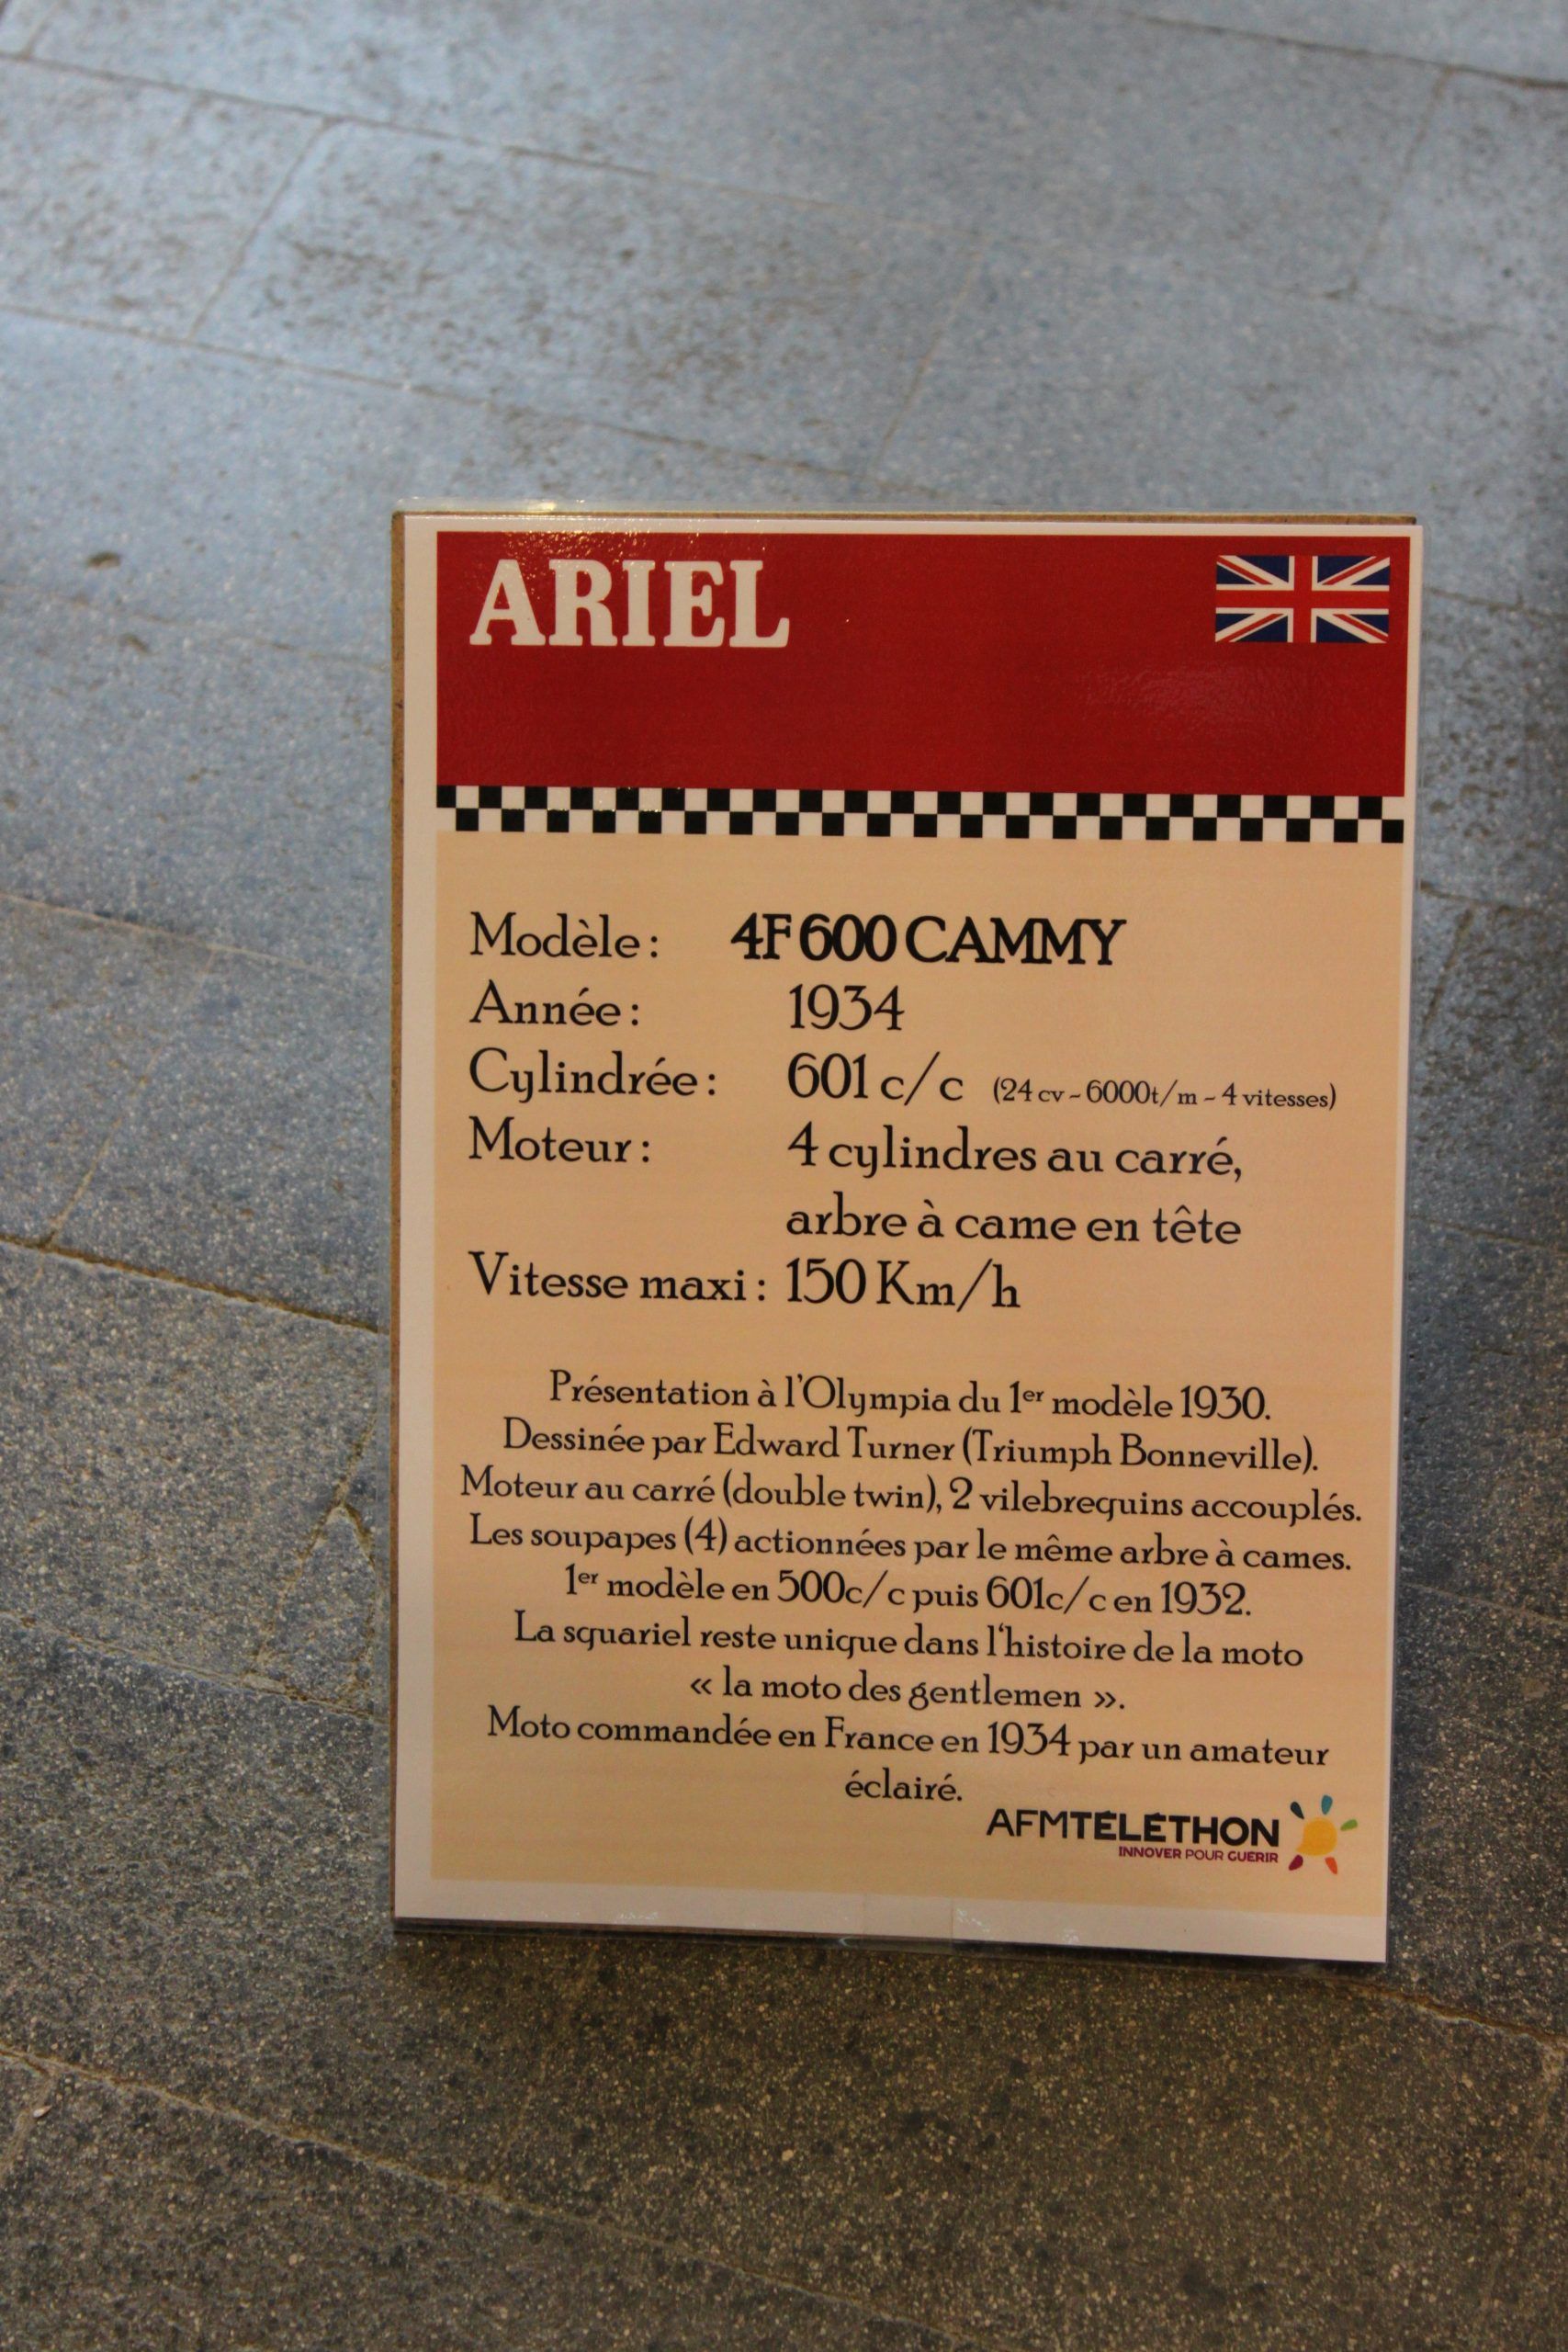 ARIEL
Modèle : 4F 600 CAMMY
Année : 1934
Cylindrée : 601 c/c (24 cv ~ 6000t/m ~ 4 vitesses)
Moteur : 4 cylindres au carré,
arbre à came en tête
Vitesse maxi : 150 Km/h
Présentation à l'Olympia du 1er modèle 1930.
Dessinée par Edward Turner (Triumph Bonneville).
Moteur au carré (double twin), 2 vilebrequins accouplés.
Les soupapes (4) actionnées par le même arbre à cames.
1er modèle en 500c/c puis 601c/c en 1932.
La squariel reste unique dans l'histoire de la moto
« la moto des gentlemen ».
Moto commandée en France en 1934 par un amateur
éclairé.
AFMTÉLÉTHON
INNOVER POUR GUÉRIR